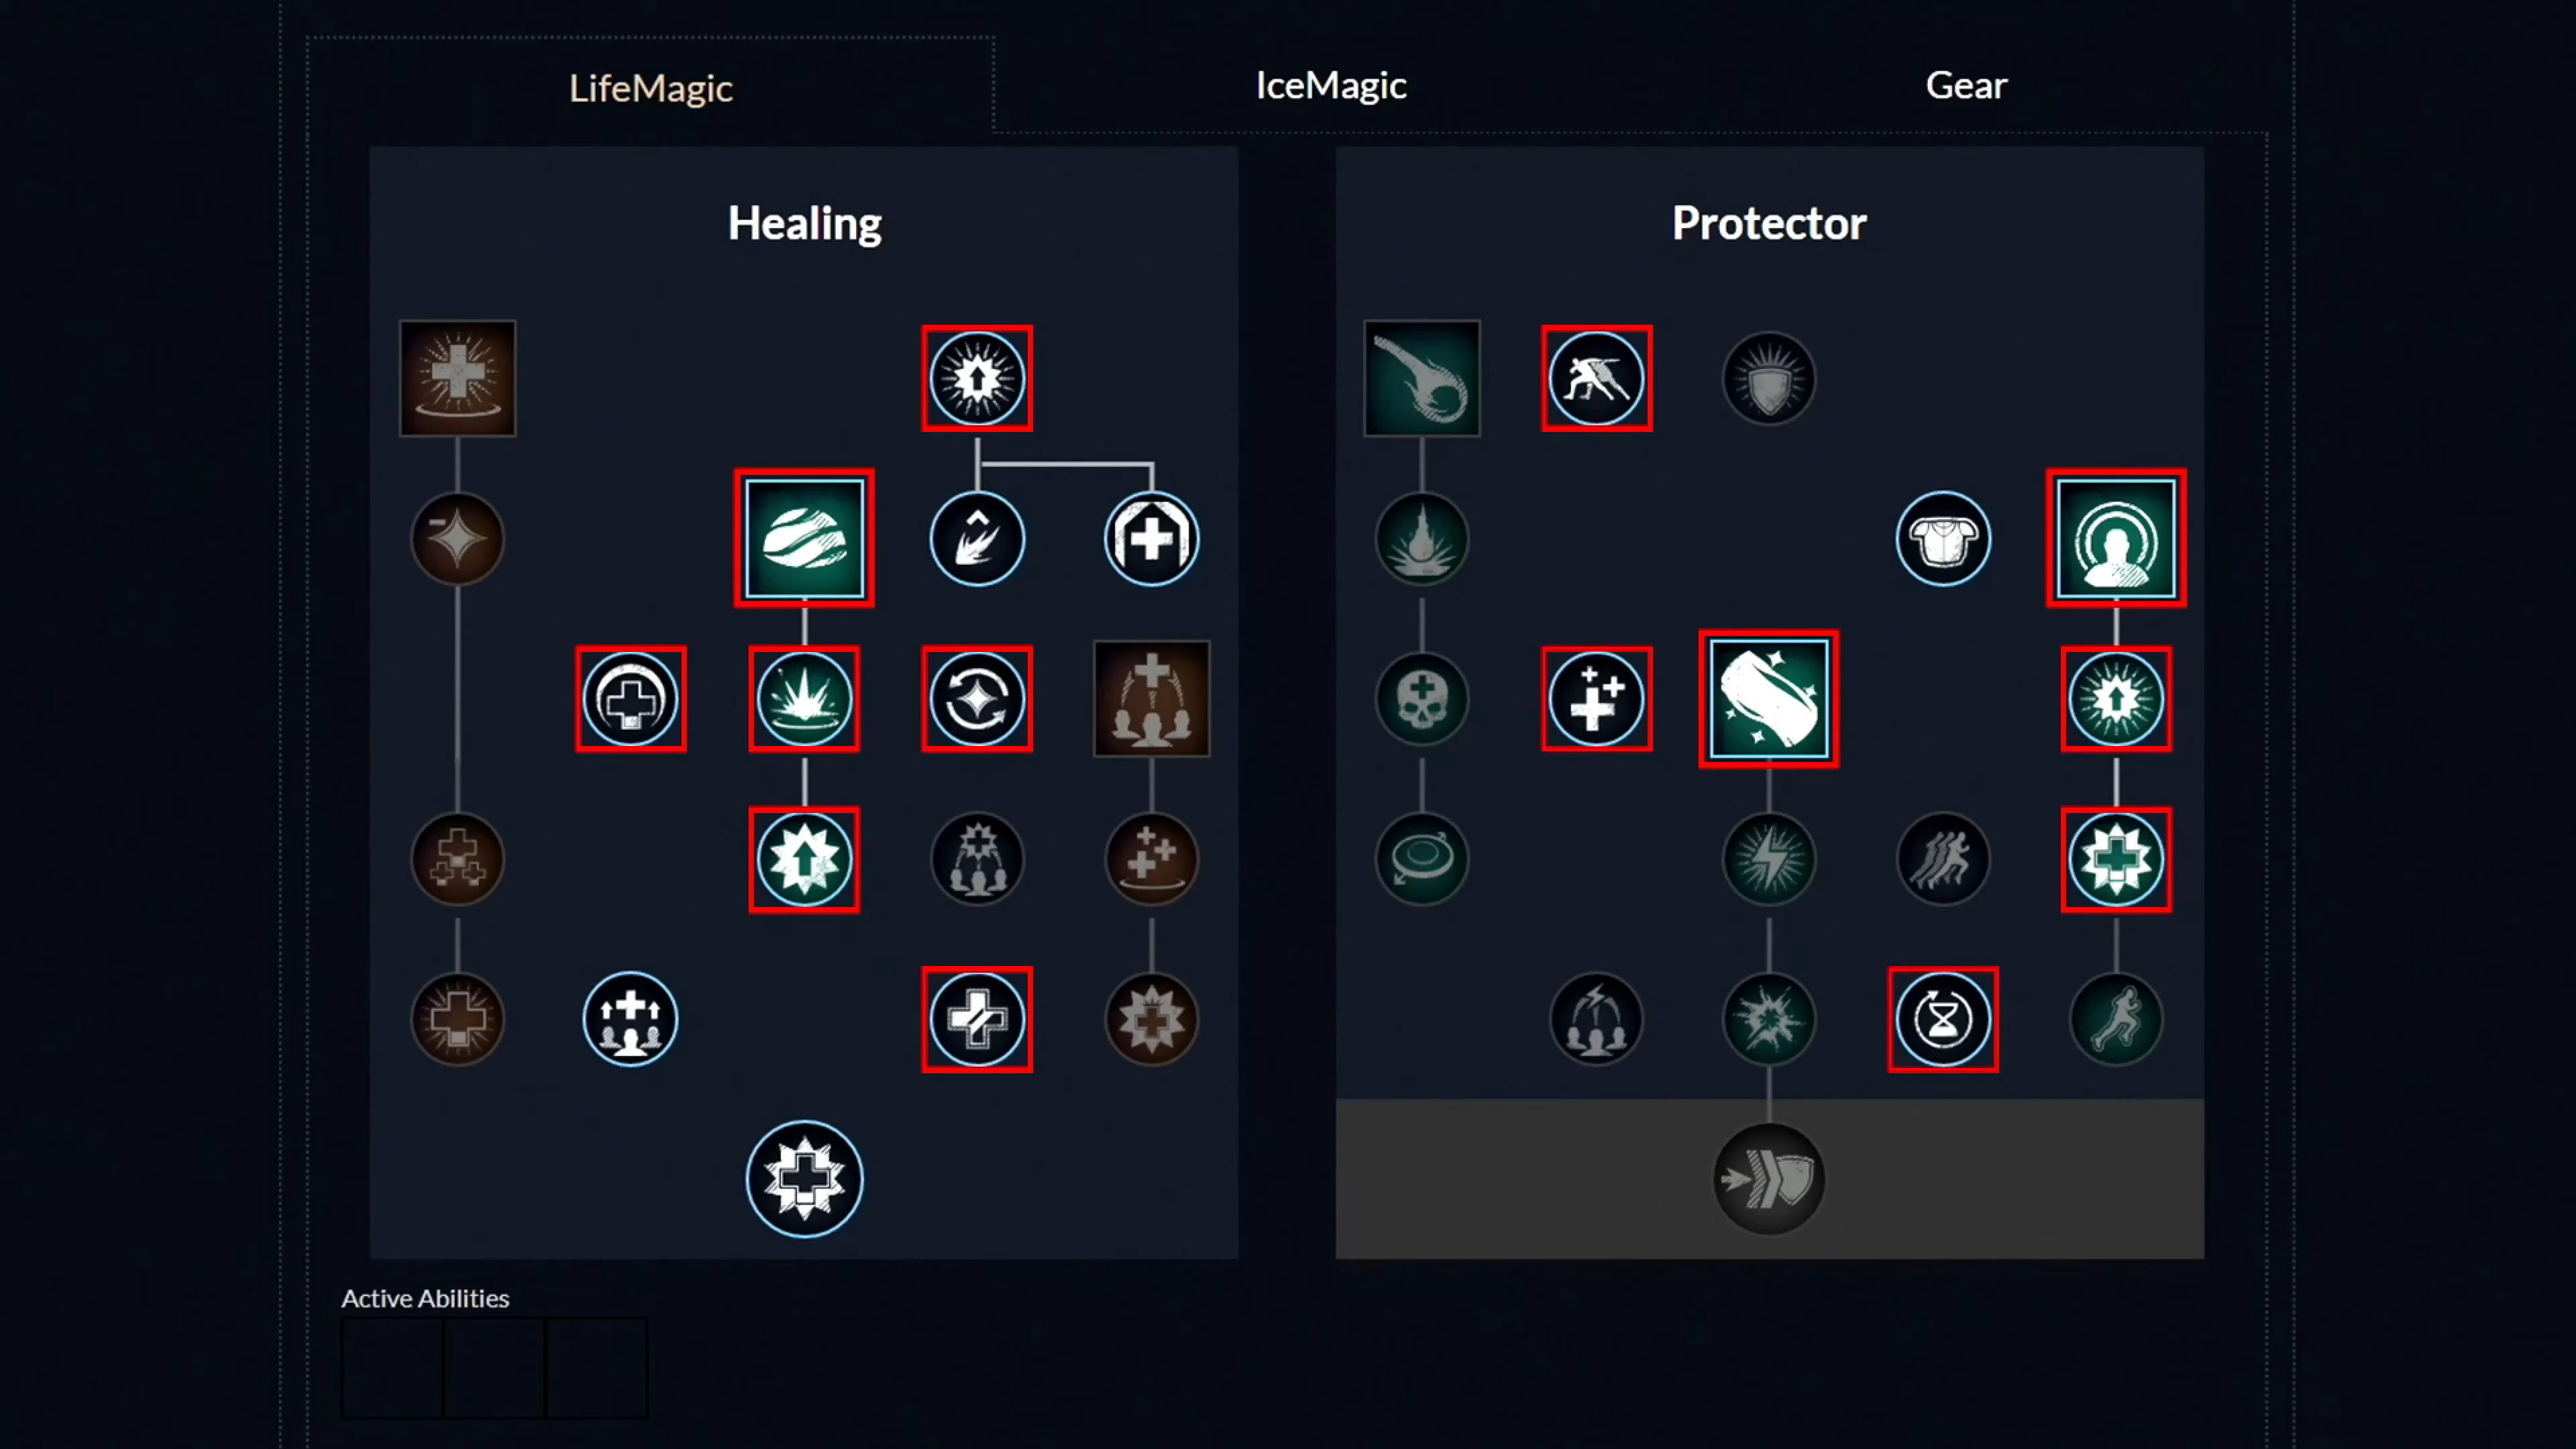 LifeMagic
IceMagic
Gear
Healing
Protector
Active Abilities